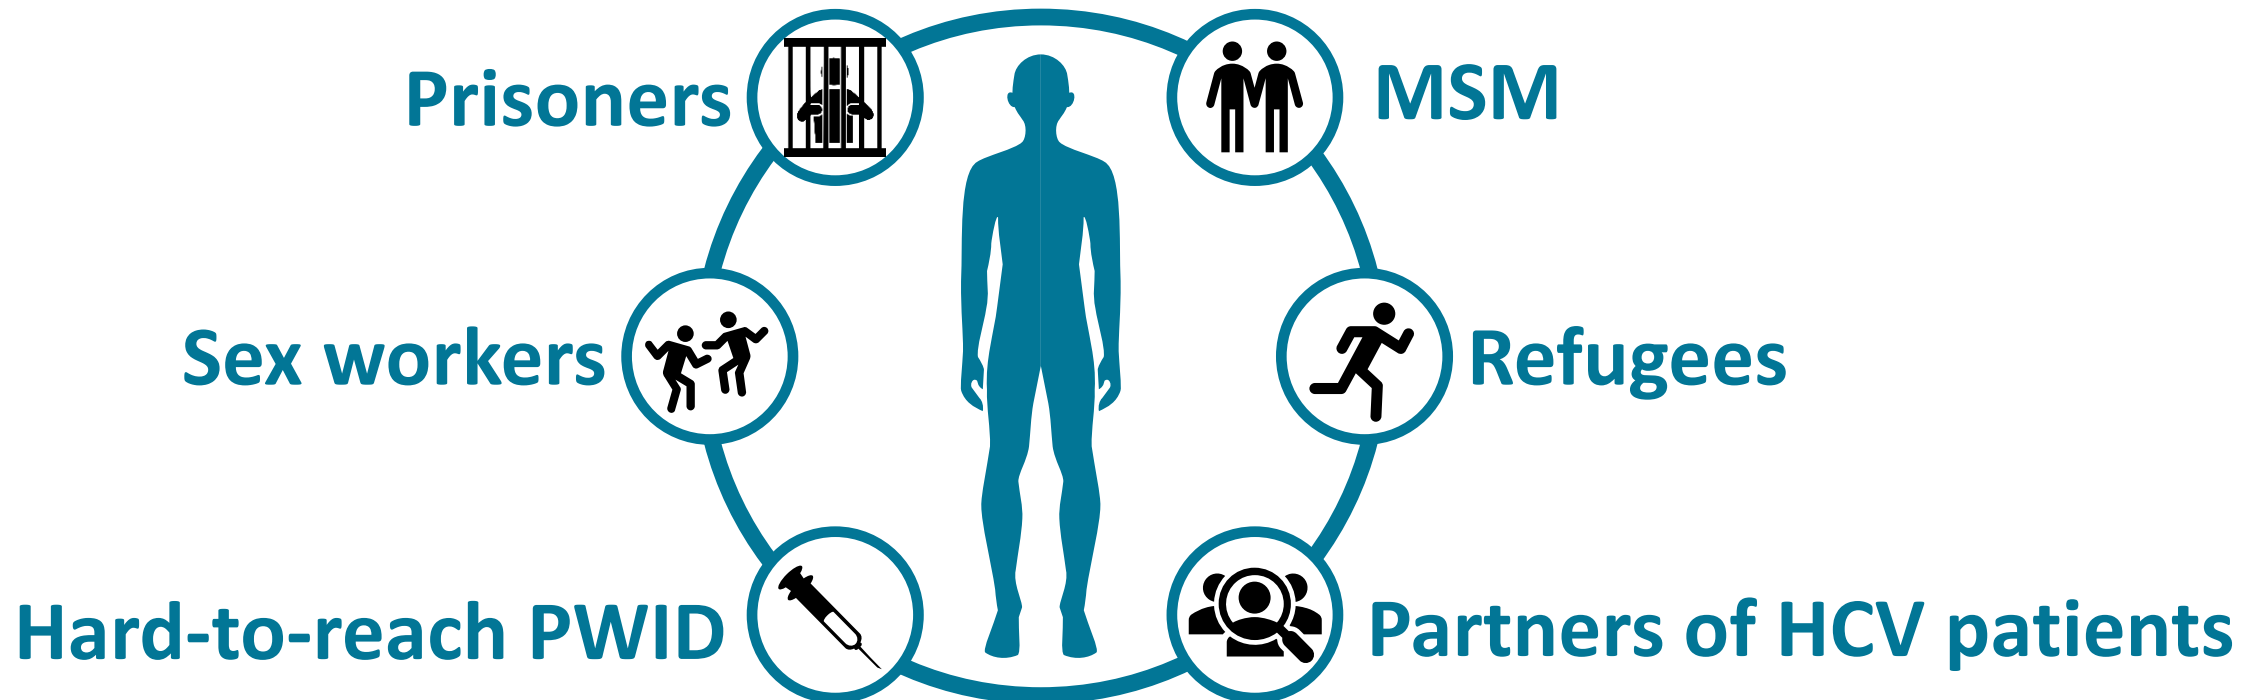 Prisoners
MSM
Sex workers
Refugees
Hard-to-reach PWID
Partners of HCV patients